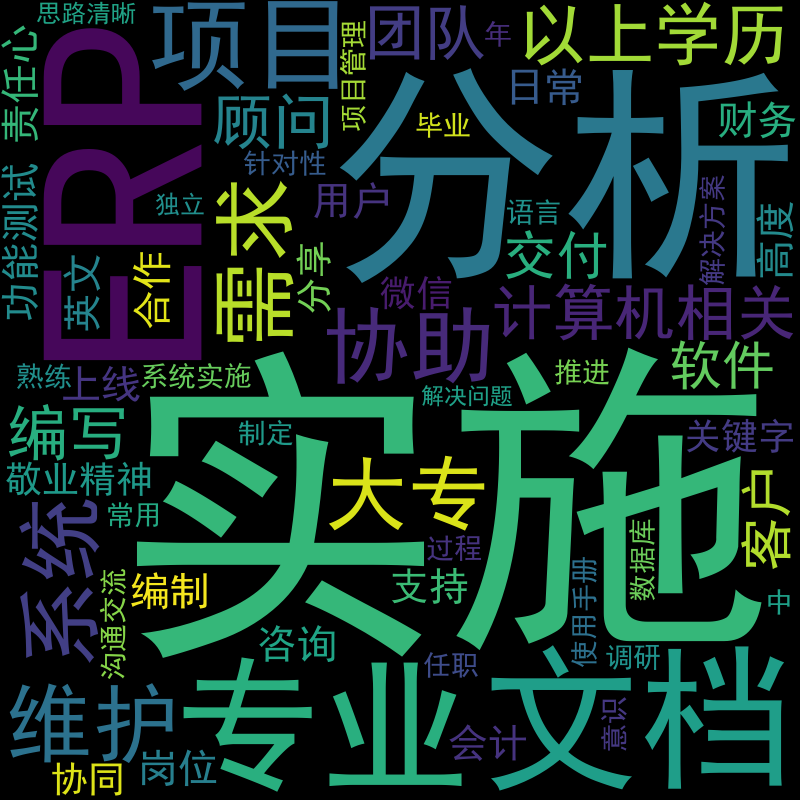 思路清晰
项目
项目管理
团队
年
以上学历
责任心
ERP
顾问
分析
日常
毕业
财务
针对性
功能测试
独立
需求
用户
语言
解决方案
高度
英文
合作
分享
交付
微信
协助
计算机相关
熟练
上线
系统实施
推进
软件
解决问题
编写
制定
实施
关键字
敬业精神
大专
客户
常用
系统
过程
数据库
沟通交流
编制
支持
使用手册
中
咨询
任职
调研
维护
专业
文档
会计
意识
协同
岗位